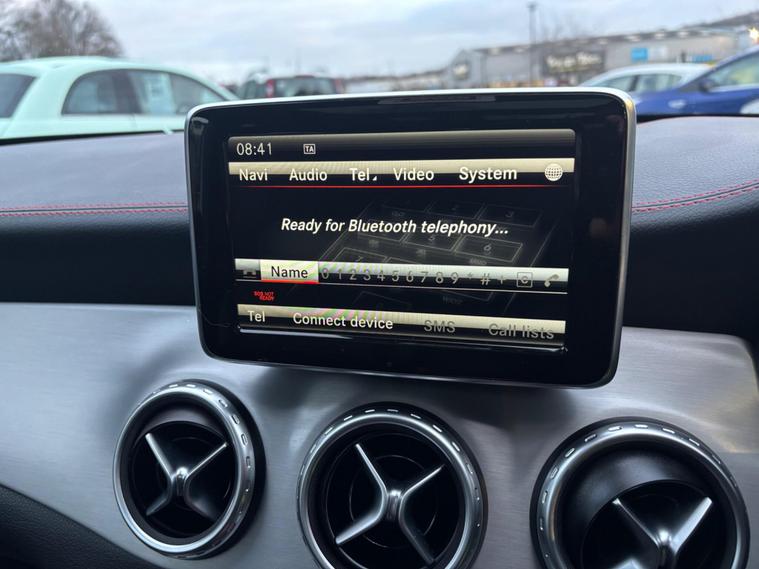 08:41 TA
Navi Audio Tel Video System
Ready for Bluetooth telephony...
Name 0 1 2 3 4 5 6 7 8 9 * # +
SOS NOT
READY
Tel Connect device SMS Call lists